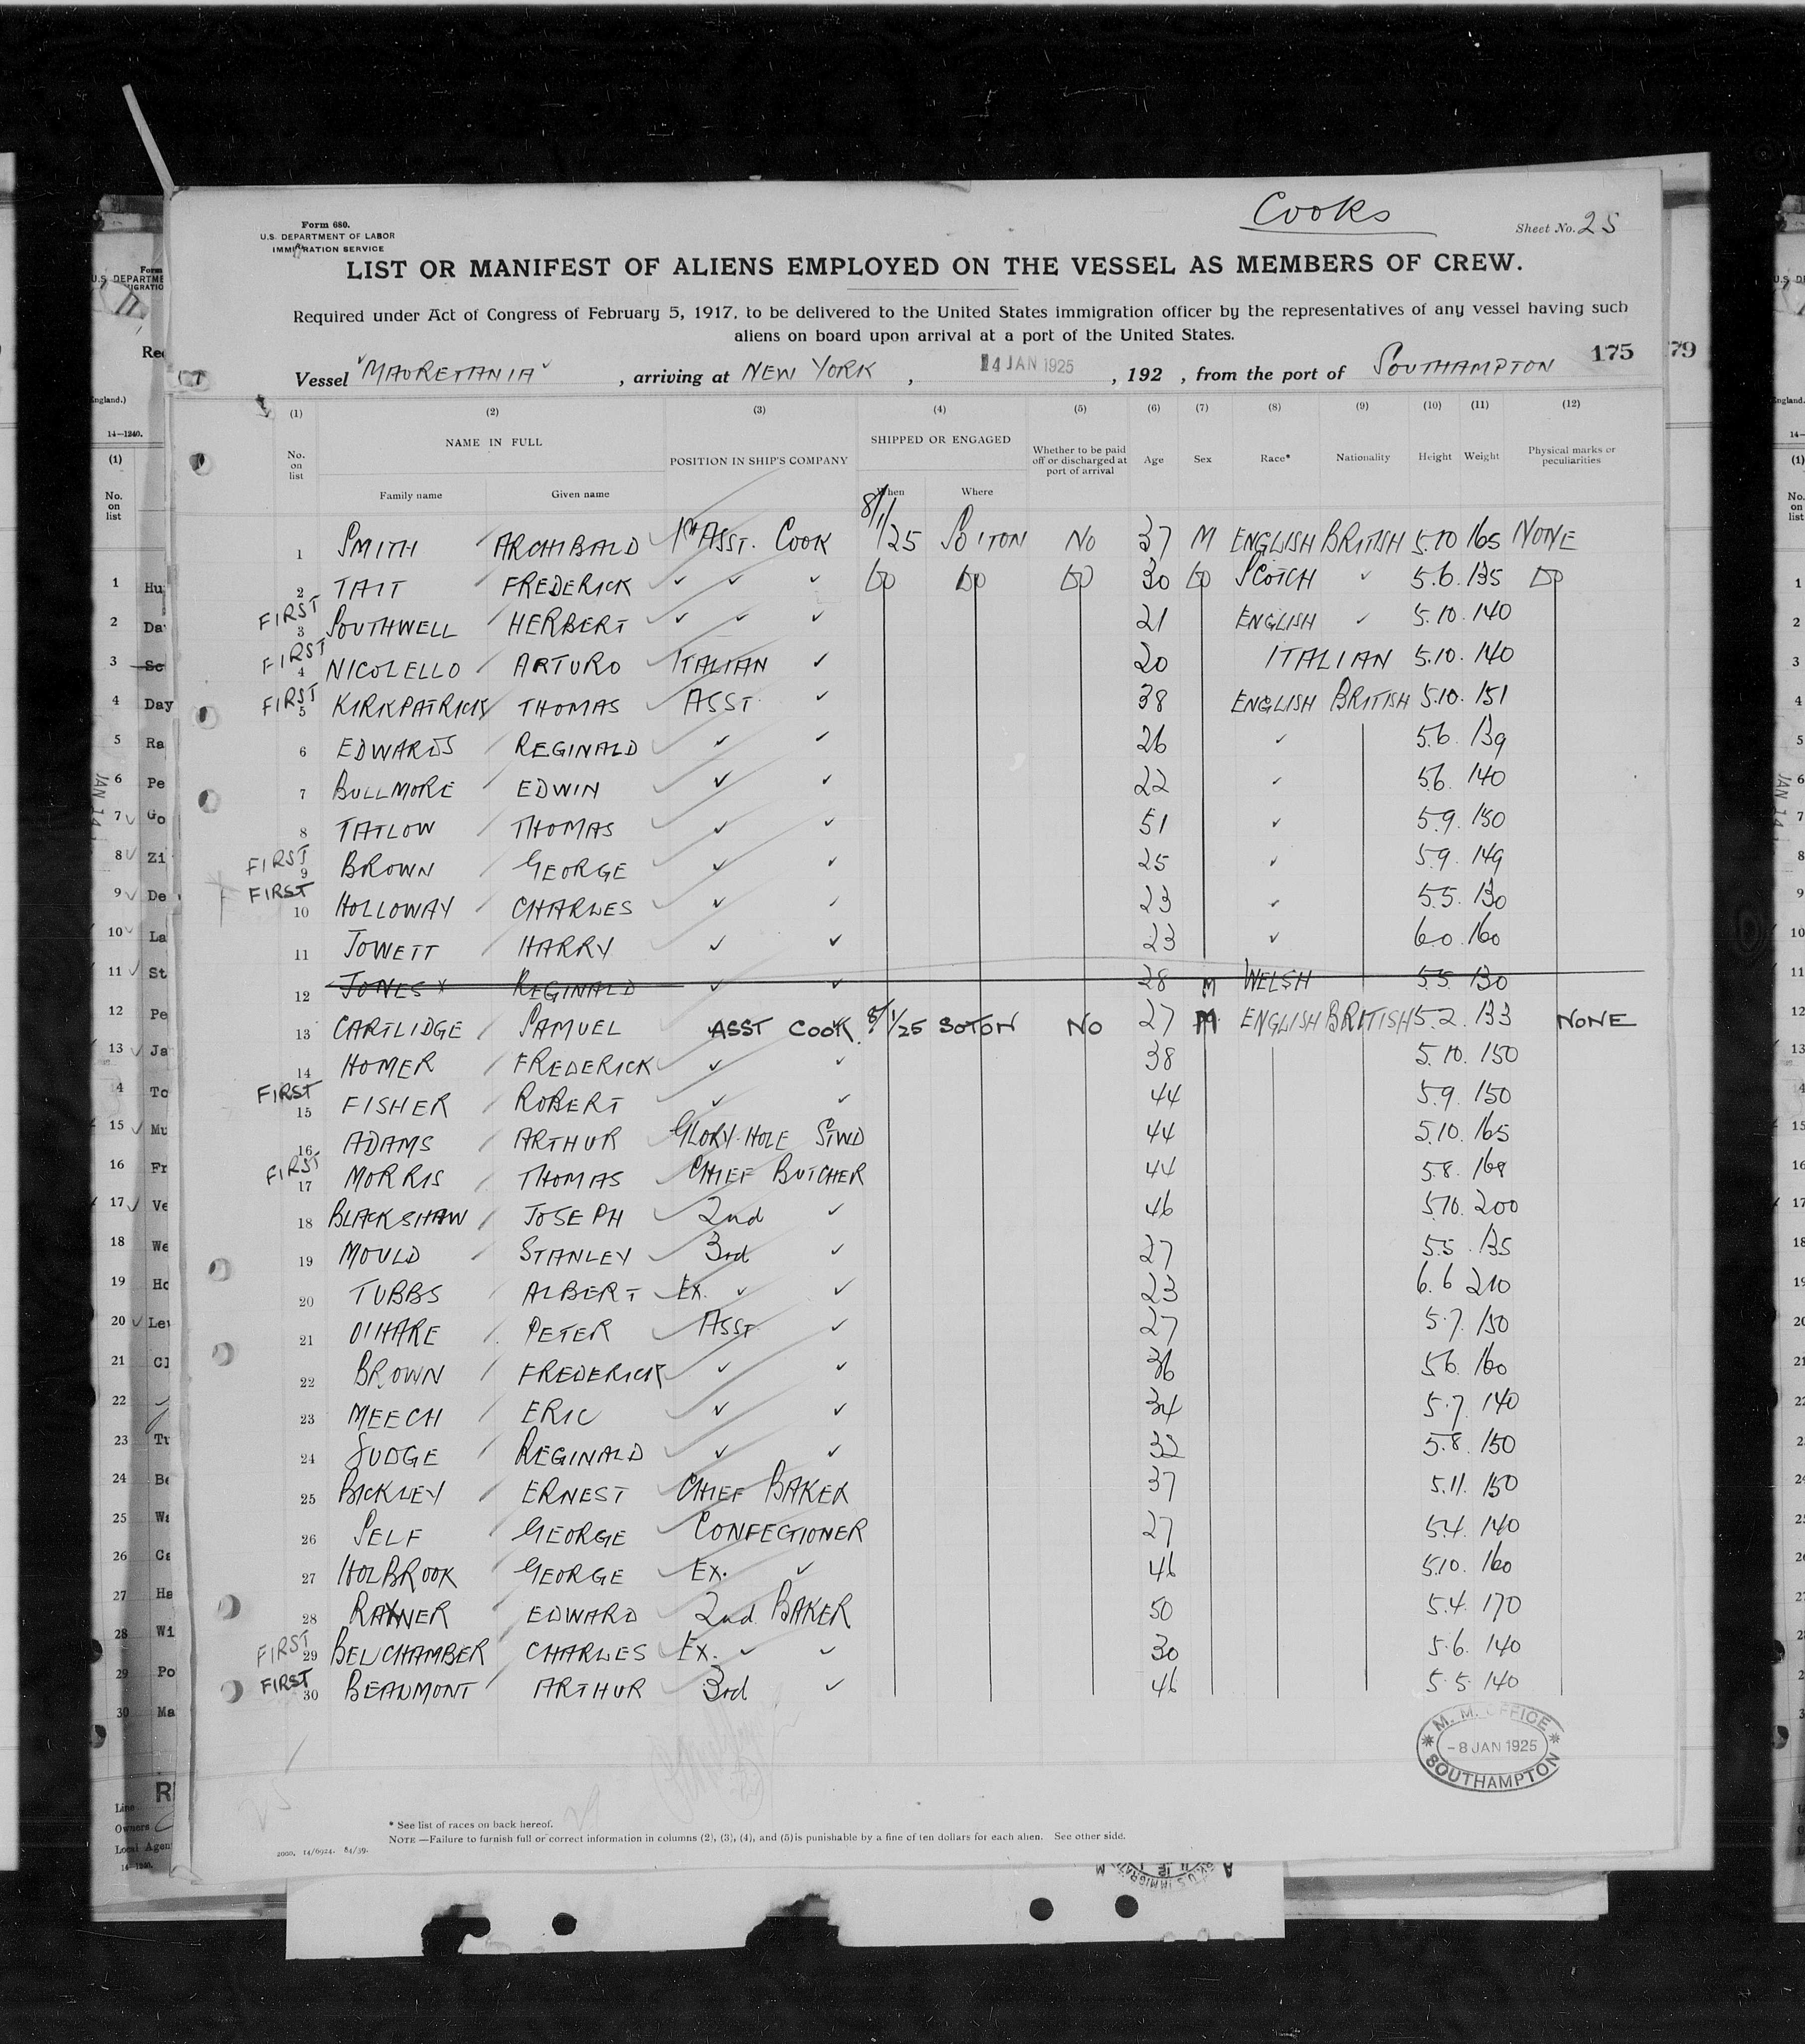 Cooks
Form 680.
U.S. DEPARTMENT OF LABOR
IMMIGRATION SERVICE
Sheet No. 25
LIST OR MANIFEST OF ALIENS EMPLOYED ON THE VESSEL AS MEMBERS OF CREW.
Required under Act of Congress of February 5, 1917, to be delivered to the United States immigration officer by the representatives of any vessel having such
aliens on board upon arrival at a port of the United States.
175 79
Vessel "MAURETANIA", arriving at NEW YORK, 14 JAN 1925, 192 , from the port of SOUTHAMPTON
(1) (2) (3) (4) (5) (6) (7) (8) (9) (10) (11) (12)
No. on list NAME IN FULL Family name Given name POSITION IN SHIP'S COMPANY SHIPPED OR ENGAGED When Where Whether to be paid off or discharged at port of arrival Age Sex Race* Nationality Height Weight Physical marks or peculiarities
1 SMITH ARCHIBALD 1st ASST. COOK 8/1/25 SO'TON NO 37 M ENGLISH BRITISH 5.10 165 NONE
2 TAIT FREDERICK ✓ ✓ ✓ DO DO DO 30 DO SCOTCH ✓ 5.6. 135 DO
FIRST 3 SOUTHWELL HERBERT ✓ ✓ ✓ 21 ENGLISH ✓ 5.10. 140
FIRST 4 NICOLELLO ARTURO ITALIAN ✓ 20 ITALIAN 5.10. 140
FIRST 5 KIRKPATRICK THOMAS ASST. ✓ 38 ENGLISH BRITISH 5.10. 151
6 EDWARDS REGINALD ✓ ✓ 26 ✓ 5.6. 139
7 BULLMORE EDWIN ✓ ✓ 22 ✓ 5.6. 140
8 TATLOW THOMAS ✓ ✓ 51 ✓ 5.9. 150
FIRST 9 BROWN GEORGE ✓ ✓ 25 ✓ 5.9. 149
FIRST 10 HOLLOWAY CHARLES ✓ ✓ 23 ✓ 5.5. 130
11 JOWETT HARRY ✓ ✓ 23 ✓ 6.0. 160
12 JONES x REGINALD ✓ ✓ 28 M WELSH 5.5. 130
13 CARTLIDGE SAMUEL ASST COOK. 8/1/25 SOTON NO 27 M ENGLISH BRITISH 5.2. 133 NONE
14 HOMER FREDERICK ✓ ✓ 38 5.10. 150
FIRST 15 FISHER ROBERT ✓ ✓ 44 5.9. 150
16 ADAMS ARTHUR GLORY-HOLE STWD 44 5.10. 165
FIRST 17 MORRIS THOMAS CHIEF BUTCHER 44 5.8. 168
18 BLACKSHAW JOSEPH 2nd ✓ 46 5.10. 200
19 MOULD STANLEY 3rd ✓ 27 5.5. 135
20 TUBBS ALBERT Ex. ✓ ✓ 23 6.6 210
21 O'HARE PETER ASST. ✓ 27 5.7. 150
22 BROWN FREDERICK ✓ ✓ 36 5.6. 160
23 MEECH ERIC ✓ ✓ 34 5.7. 140
24 JUDGE REGINALD ✓ ✓ 32 5.8. 150
25 BICKLEY ERNEST CHIEF BAKER 37 5.11. 150
26 SELF GEORGE CONFECTIONER 27 5.4. 140
27 HOLBROOK GEORGE Ex. ✓ 46 5.10. 160
28 RAYNER EDWARD 2nd BAKER 50 5.4. 170
FIRST 29 BELCHAMBER CHARLES Ex. ✓ ✓ 30 5.6. 140
FIRST 30 BEAUMONT ARTHUR 3rd ✓ 46 5.5. 140
M. M. OFFICE
-8 JAN 1925
SOUTHAMPTON
* See list of races on back hereof.
NOTE —Failure to furnish full or correct information in columns (2), (3), (4), and (5) is punishable by a fine of ten dollars for each alien. See other side.
2000. 14/6924. 84/39.